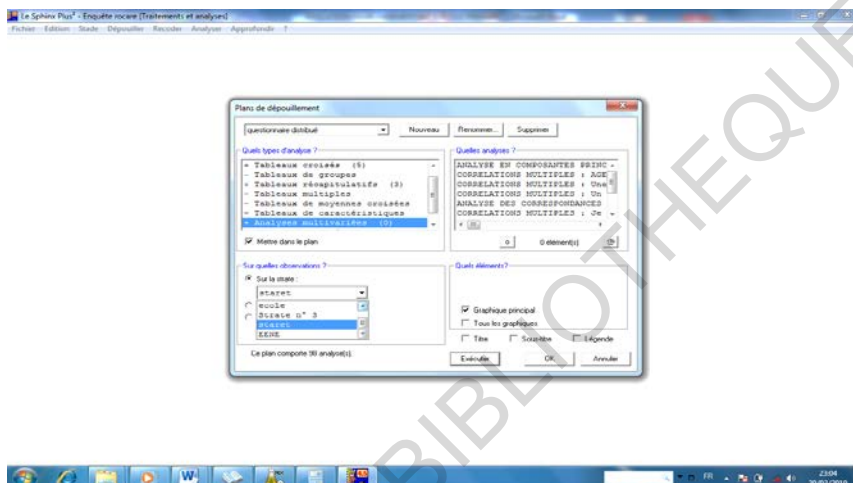 Le Sphinx Plus² - Enquête rocare [Traitements et analyses]
Fichier Edition Stade Dépouiller Recoder Analyser Approfondir ?
Plans de dépouillement
questionnaire distibué
Nouveau Renommer... Supprimer
Quels types d'analyse ?
+ Tableaux croisés (5)
- Tableaux de groupes
+ Tableaux récapitulatifs (3)
- Tableaux multiples
- Tableaux de moyennes croisées
- Tableaux de caractéristiques
+ Analyses multivariées (0)
Mettre dans le plan
Quelles analyses ?
ANALYSE EN COMPOSANTES PRINC
CORRELATIONS MULTIPLES : AGE
CORRELATIONS MULTIPLES : Une
CORRELATIONS MULTIPLES : Un
ANALYSE DES CORRESPONDANCES
CORRELATIONS MULTIPLES : Je
0 élément(s)
Sur quelles observations ?
Sur la strate :
staret
ecole
Strate n° 3
staret
Ce plan comporte 98 analyse(s).
Quels éléments?
Graphique principal
Tous les graphiques
Titre Sous-titre Légende
Exécuter OK Annuler
FR 23:04
BIBLIOTHEQUE